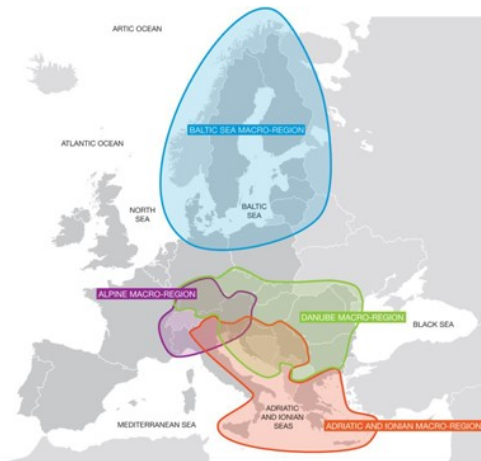 ARTIC OCEAN
BALTIC SEA MACRO-REGION
ATLANTIC OCEAN
NORTH
SEA
BALTIC
SEA
ALPINE MACRO-REGION
DANUBE MACRO-REGION
BLACK SEA
ADRIATIC
AND IONIAN
SEAS
MEDITERRANEAN SEA
ADRIATIC AND IONIAN MACRO-REGION